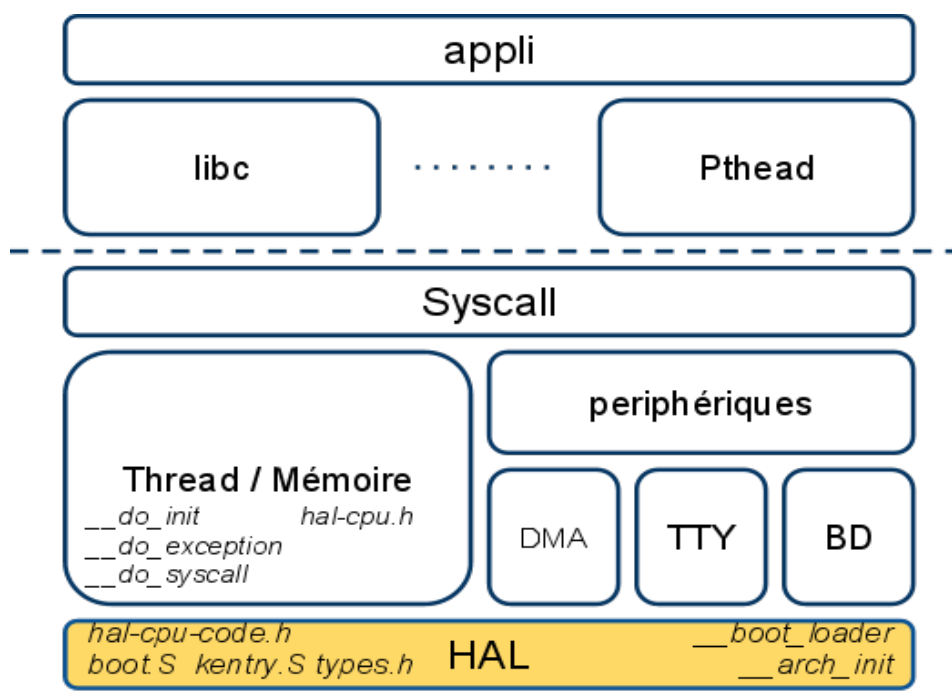 appli
libc
Pthead
Syscall
Thread / Mémoire
__do_init hal-cpu.h
__do_exception
__do_syscall
periphériques
DMA
TTY
BD
hal-cpu-code.h
boot.S kentry.S types.h
HAL
__boot_loader
__arch_init